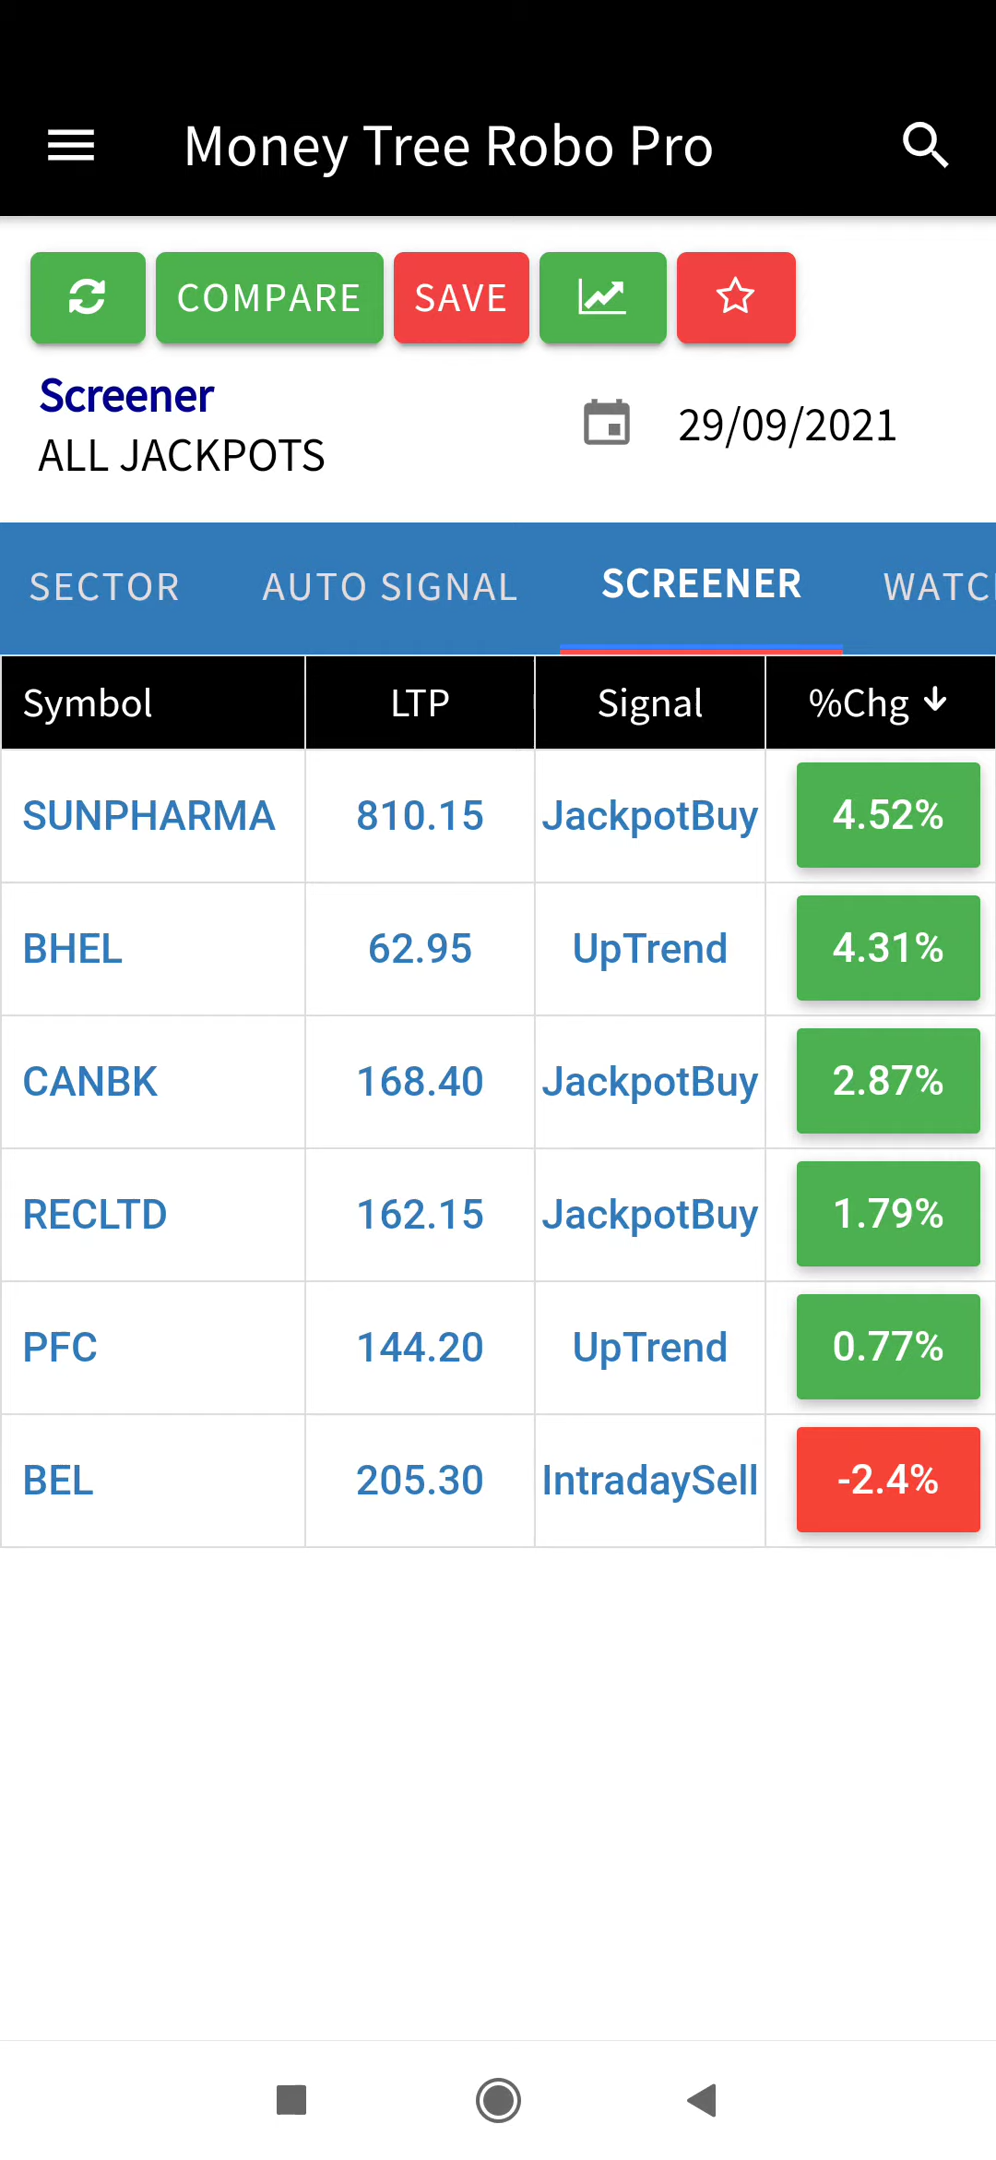 Money Tree Robo Pro
COMPARE SAVE
Screener
ALL JACKPOTS
29/09/2021
SECTOR AUTO SIGNAL SCREENER WATC
Symbol LTP Signal %Chg ↓
SUNPHARMA 810.15 JackpotBuy 4.52%
BHEL 62.95 UpTrend 4.31%
CANBK 168.40 JackpotBuy 2.87%
RECLTD 162.15 JackpotBuy 1.79%
PFC 144.20 UpTrend 0.77%
BEL 205.30 IntradaySell -2.4%